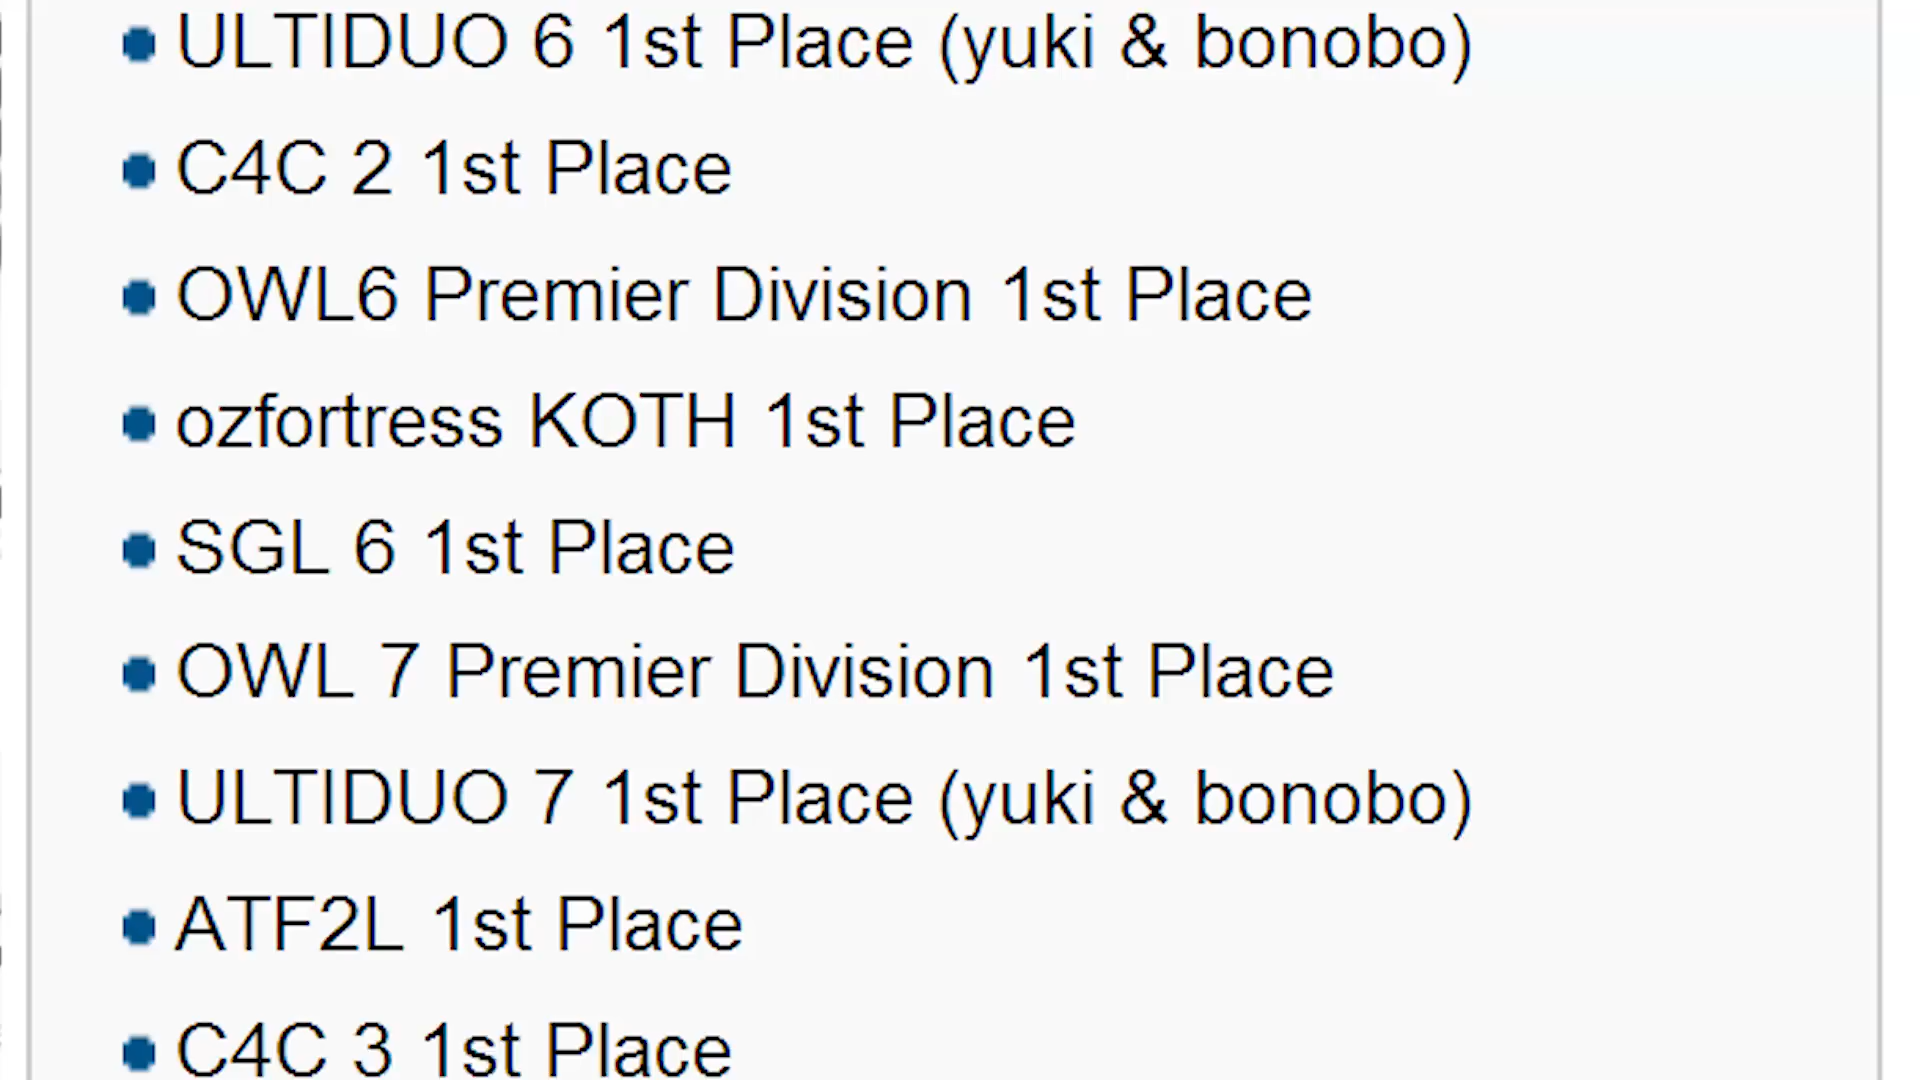 ULTIDUO 6 1st Place (yuki & bonobo)
C4C 2 1st Place
OWL6 Premier Division 1st Place
ozfortress KOTH 1st Place
SGL 6 1st Place
OWL 7 Premier Division 1st Place
ULTIDUO 7 1st Place (yuki & bonobo)
ATF2L 1st Place
C4C 3 1st Place